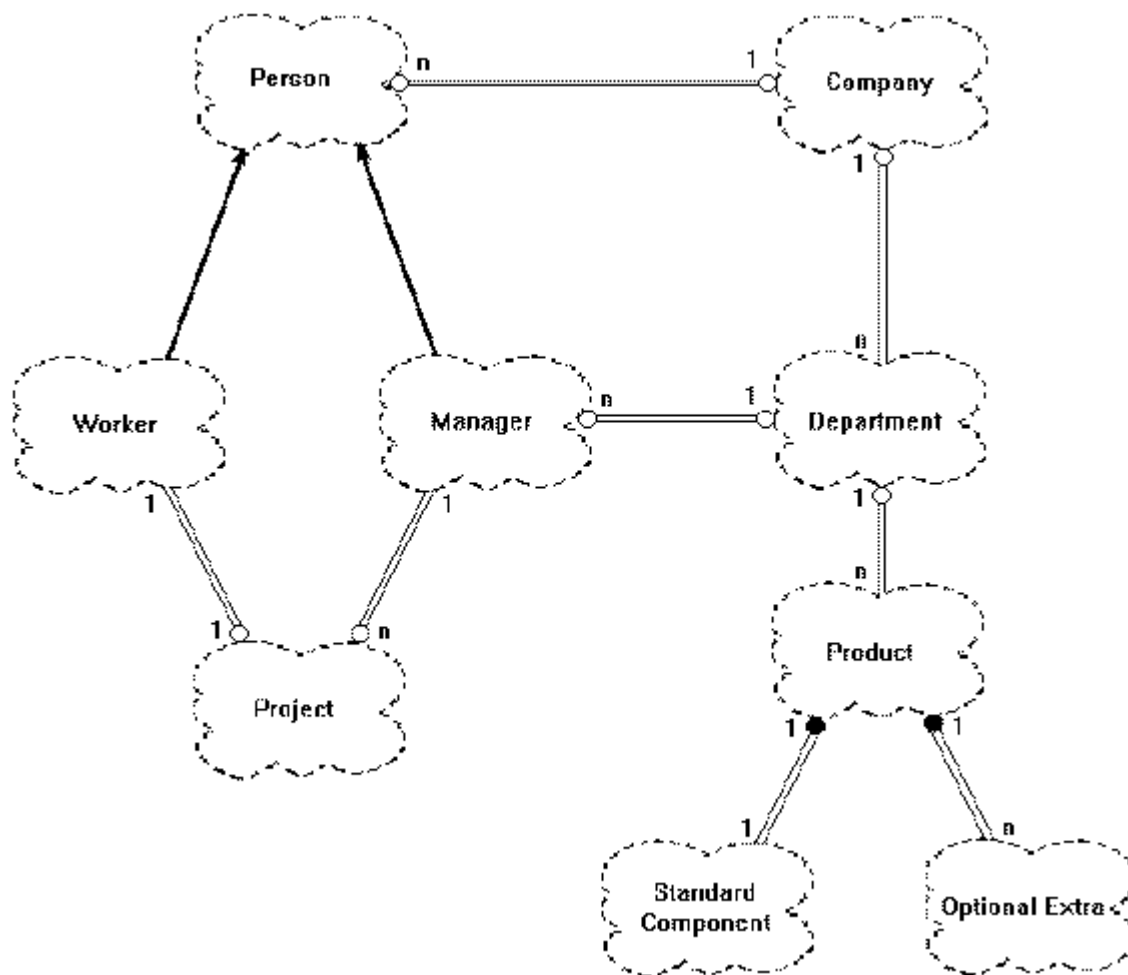 Person
n
1
Company
1
n
Worker
Manager
n
1
Department
1
1
1
n
1
n
Product
Project
1
1
1
n
Standard
Component
Optional Extra